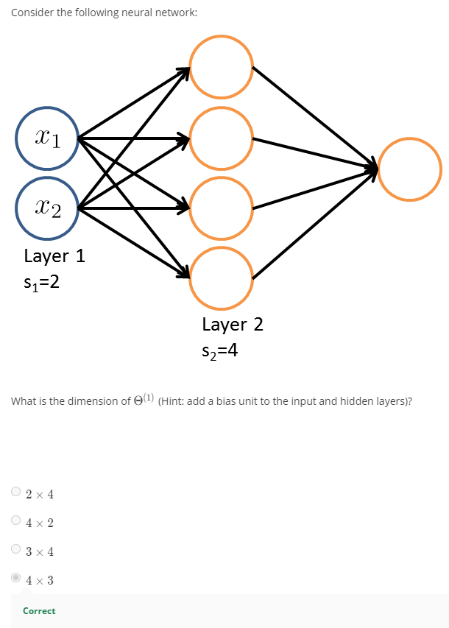 Consider the following neural network:
x₁
x₂
Layer 1
s₁=2
Layer 2
s₂=4
What is the dimension of Θ⁽¹⁾ (Hint: add a bias unit to the input and hidden layers)?
2 × 4
4 × 2
3 × 4
4 × 3
Correct